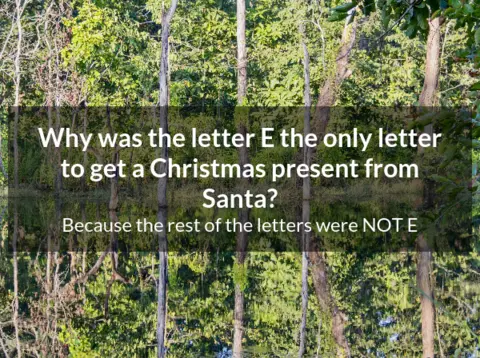 Why was the letter E the only letter
to get a Christmas present from
Santa?
Because the rest of the letters were NOT E